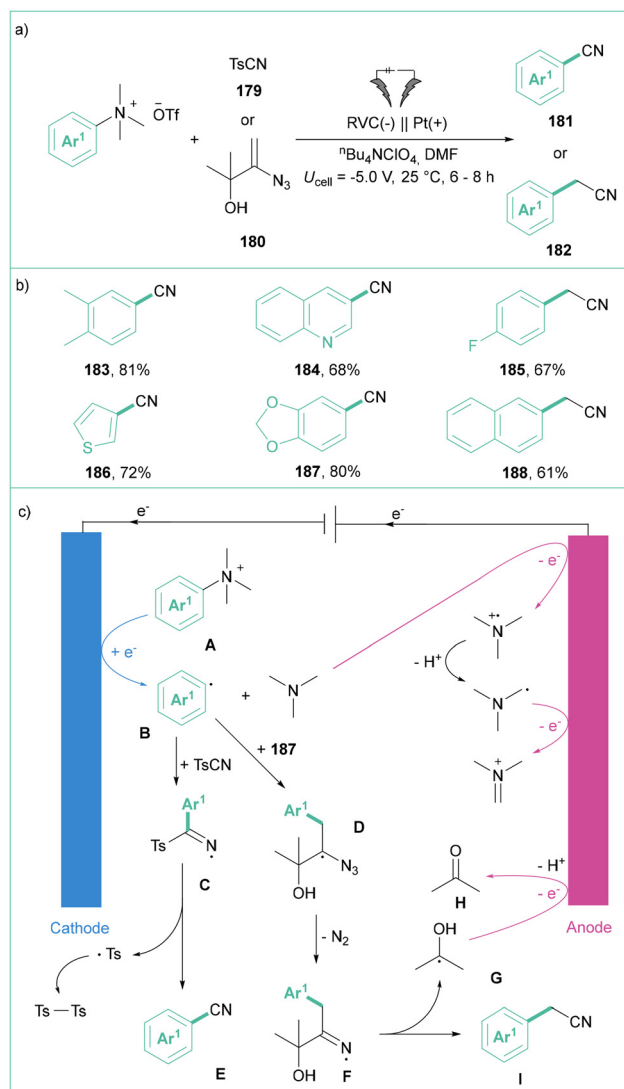 a)
TsCN
179
or
Ar1
N
+
−
OTf
+
N3
OH
180
RVC(-) || Pt(+)
nBu4NClO4, DMF
Ucell = -5.0 V, 25 °C, 6 - 8 h
Ar1
CN
181
or
Ar1
CN
182
b)
CN
183, 81%
N
CN
184, 68%
F
CN
185, 67%
S
CN
186, 72%
O
O
CN
187, 80%
CN
188, 61%
c)
e-
e-
Ar1
N
+
A
+ e-
- e-
+•
N
- H+
Ar1
•
B
+
N
N
•
- e-
+ 187
+ TsCN
+
N
Ar1
Ts
N
•
C
Ar1
D
•
N3
OH
O
H
- H+
- e-
Cathode
Anode
- N2
OH
•
G
• Ts
Ts—Ts
Ar1
CN
E
Ar1
OH
N
•
F
Ar1
CN
I